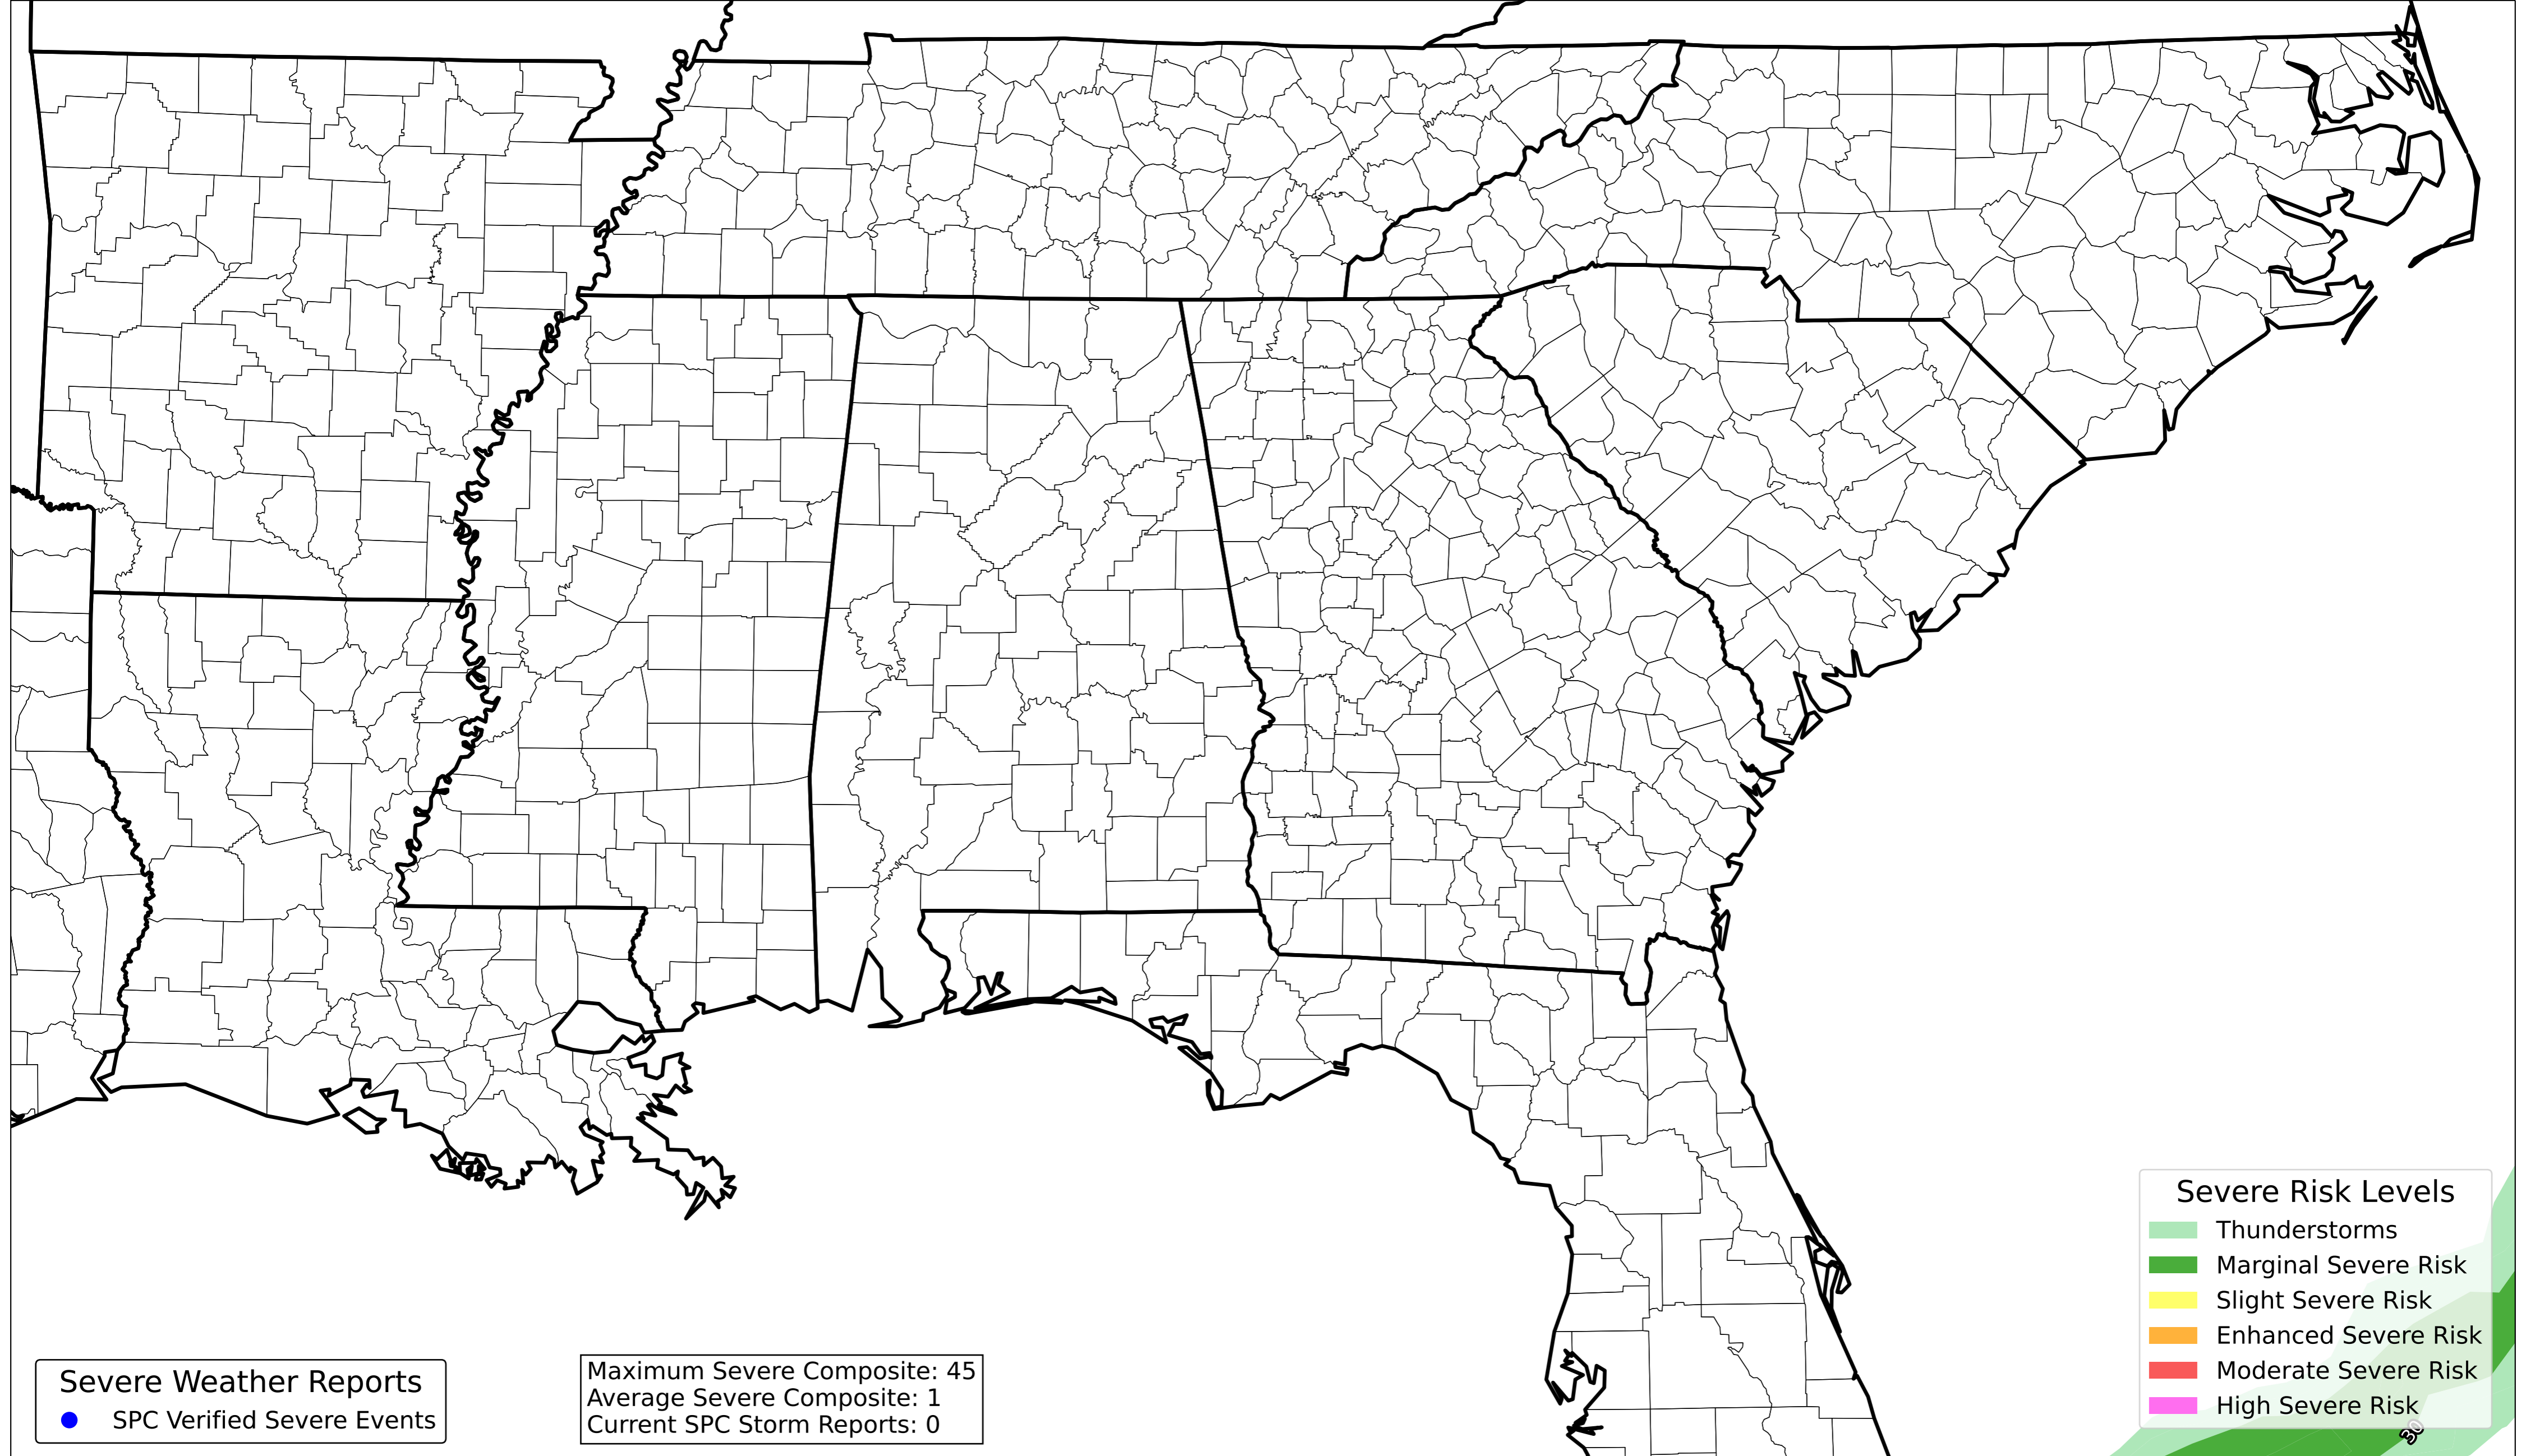 Severe Risk Levels
Thunderstorms
Marginal Severe Risk
Slight Severe Risk
Enhanced Severe Risk
Moderate Severe Risk
High Severe Risk
30
Severe Weather Reports
SPC Verified Severe Events
Maximum Severe Composite: 45
Average Severe Composite: 1
Current SPC Storm Reports: 0